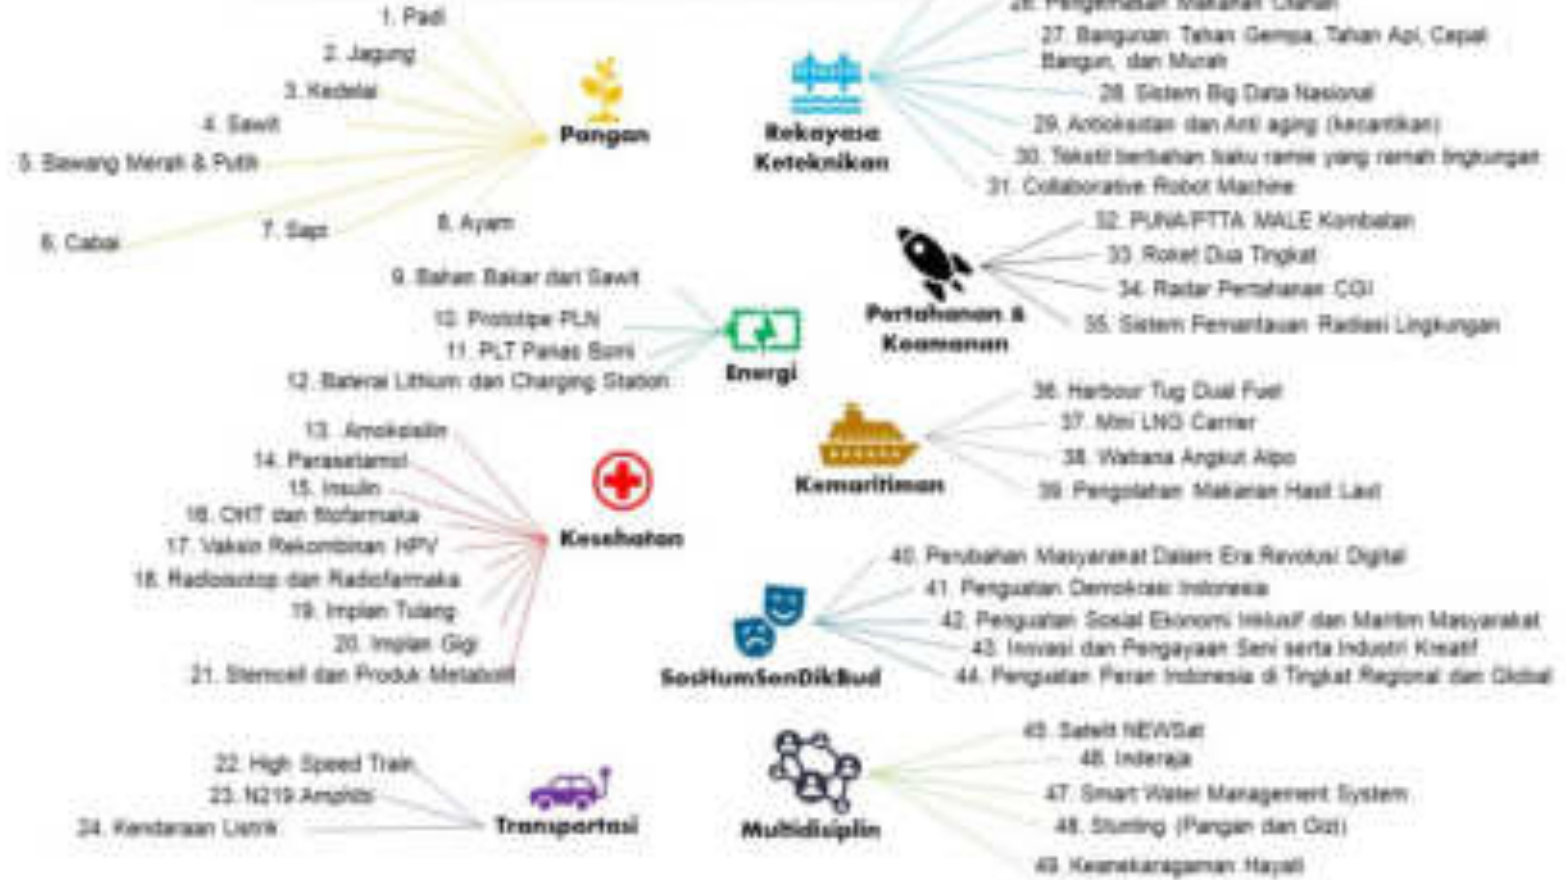 1. Padi
2. Jagung
3. Kedelai
4. Sawit
5. Bawang Merah & Putih
6. Cabai
7. Sapi
8. Ayam
Pangan
9. Bahan Bakar dari Sawit
10. Prototipe PLN
11. PLT Panas Bumi
12. Baterai Lithium dan Charging Station
Energi
13. Amoksisilin
14. Parasetamol
15. Insulin
16. OHT dan fitofarmaka
17. Vaksin Rekombinan HPV
18. Radioisotop dan Radiofarmaka
19. Implan Tulang
20. Implan Gigi
21. Stemcell dan Produk Metabolit
Kesehatan
22. High Speed Train
23. N219 Amphibi
24. Kendaraan Listrik
Transportasi
26. Pengemasan Makanan Olahan
27. Bangunan Tahan Gempa, Tahan Api, Cepat
Bangun, dan Murah
28. Sistem Big Data Nasional
29. Antioksidan dan Anti aging (kecantikan)
30. Tekstil berbahan baku ramie yang ramah lingkungan
31. Collaborative Robot Machine
Rekayasa
Keteknikan
32. PUNA/PTTA MALE Kombatan
33. Roket Dua Tingkat
34. Radar Pertahanan CGI
35. Sistem Pemantauan Radiasi Lingkungan
Pertahanan &
Keamanan
36. Harbour Tug Dual Fuel
37. Mini LNG Carrier
38. Wahana Angkut Aipo
39. Pengolahan Makanan Hasil Laut
Kemaritiman
40. Perubahan Masyarakat Dalam Era Revolusi Digital
41. Penguatan Demokrasi Indonesia
42. Penguatan Sosial Ekonomi Inklusif dan Maritim Masyarakat
43. Inovasi dan Pengayaan Seni serta Industri Kreatif
44. Penguatan Peran Indonesia di Tingkat Regional dan Global
SosHumSenDikBud
45. Satelit NEWSat
46. Inderaja
47. Smart Water Management System
48. Stunting (Pangan dan Gizi)
49. Keanekaragaman Hayati
Multidisiplin